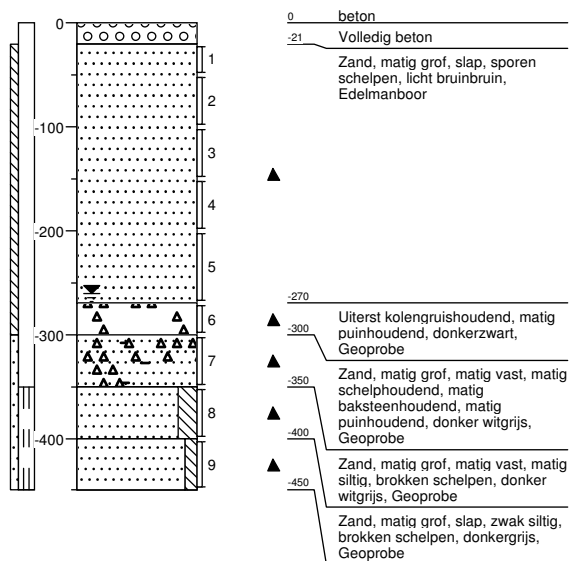 0
-100
-200
-300
-400
1
2
3
4
5
6
7
8
9
0 beton
-21 Volledig beton
Zand, matig grof, slap, sporen
schelpen, licht bruinbruin,
Edelmanboor
-270
Uiterst kolengruishoudend, matig
puinhoudend, donkerzwart,
Geoprobe
-300
Zand, matig grof, matig vast, matig
schelphoudend, matig
baksteenhoudend, matig
puinhoudend, donker witgrijs,
Geoprobe
-350
Zand, matig grof, matig vast, matig
siltig, brokken schelpen, donker
witgrijs, Geoprobe
-400
Zand, matig grof, slap, zwak siltig,
brokken schelpen, donkergrijs,
Geoprobe
-450